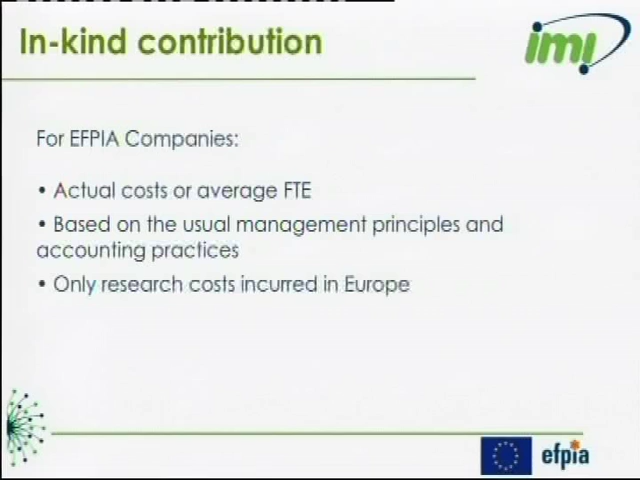 In-kind contribution
imi
For EFPIA Companies:
• Actual costs or average FTE
• Based on the usual management principles and
accounting practices
• Only research costs incurred in Europe
efpia